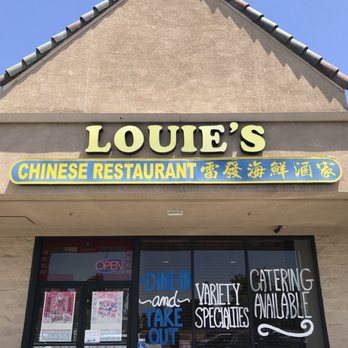 LOUIE'S
CHINESE RESTAURANT 雷發海鮮酒家
OPEN
DINE-IN
and
TAKE
OUT
VARIETY
SPECIALTIES
CATERING
AVAILABLE